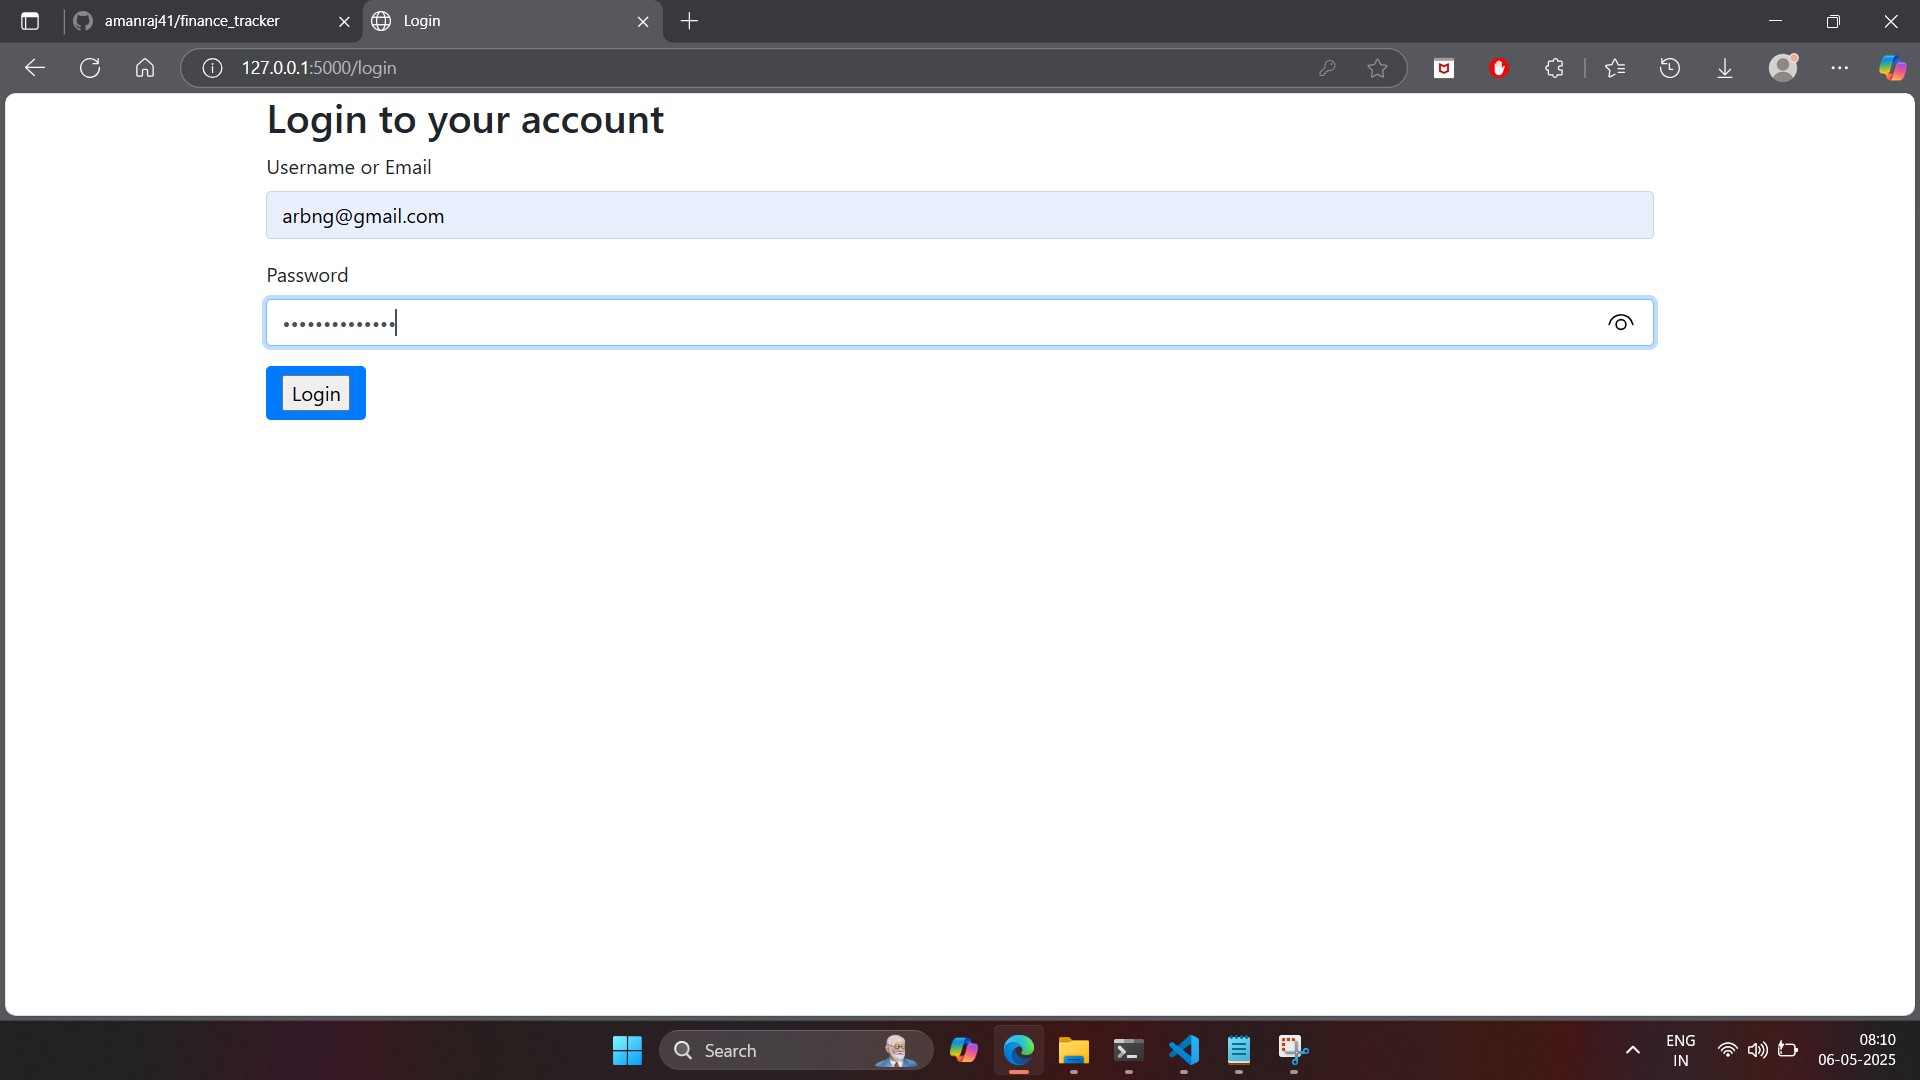 amanraj41/finance_tracker
Login
127.0.0.1:5000/login
Login to your account
Username or Email
arbng@gmail.com
Password
••••••••••••••
Login
Search
ENG
IN
08:10
06-05-2025